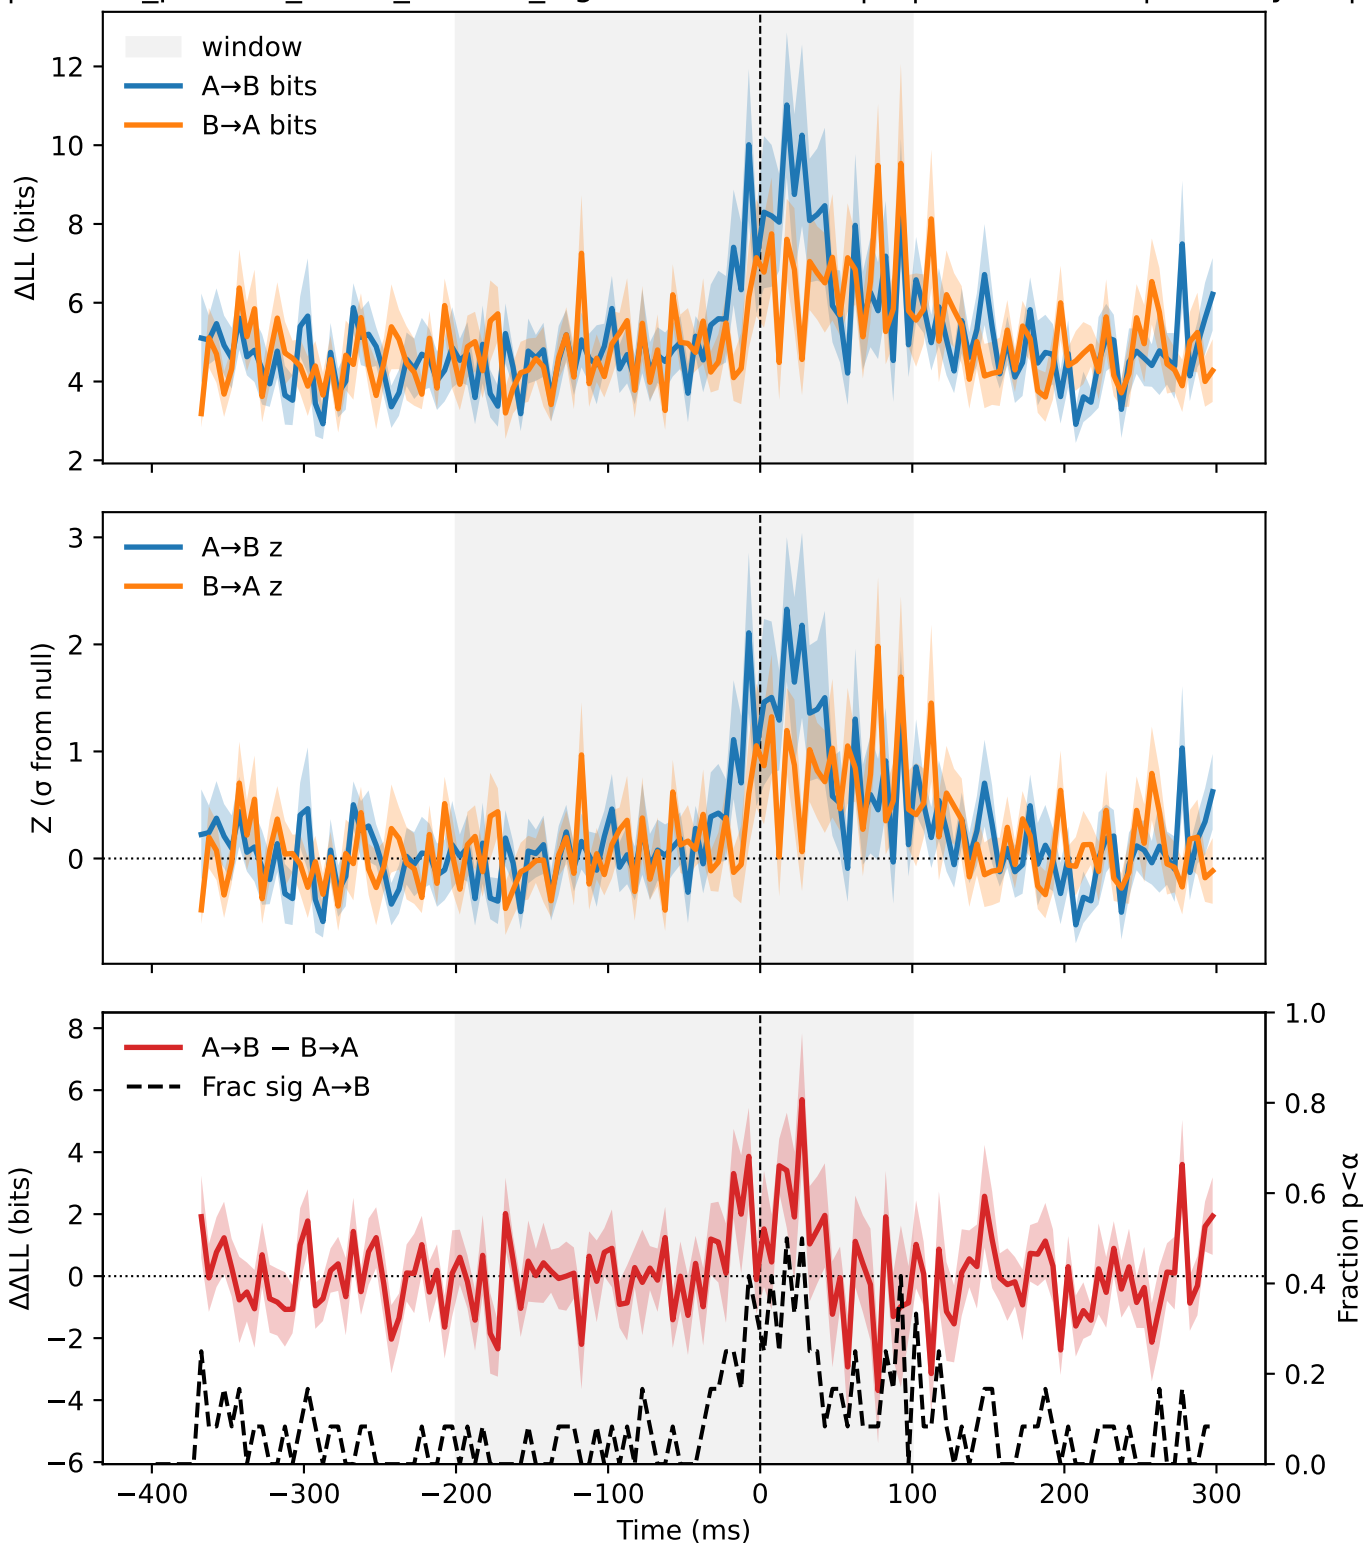 window
A→B bits
B→A bits
ΔLL (bits)
12
10
8
6
4
2
A→B z
B→A z
Z (σ from null)
3
2
1
0
A→B − B→A
Frac sig A→B
ΔΔLL (bits)
8
6
4
2
0
−2
−4
−6
1.0
0.8
0.6
0.4
0.2
0.0
Fraction p<α
−400 −300 −200 −100 0 100 200 300
Time (ms)